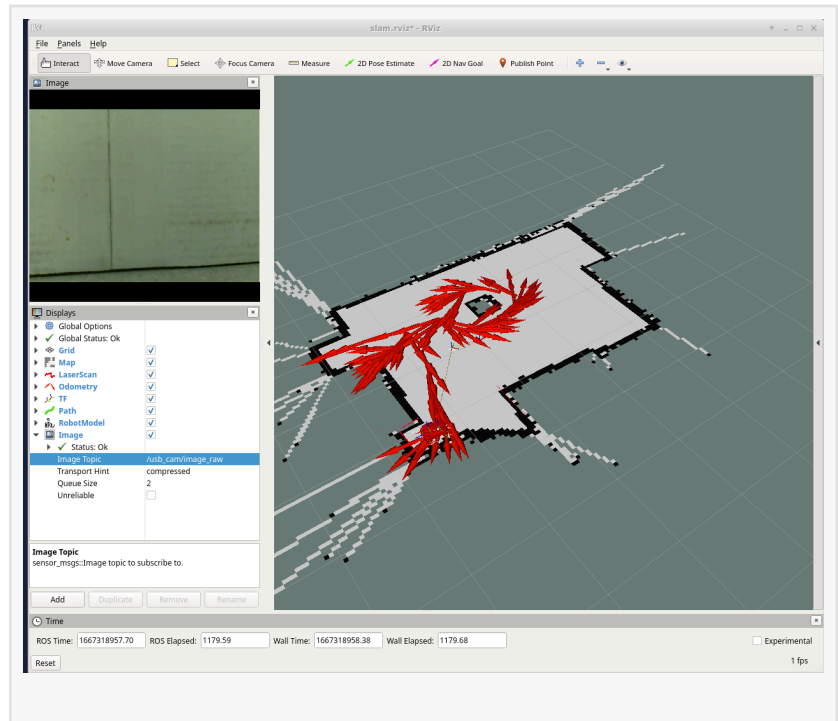 slam.rviz* - RViz
File Panels Help
Interact Move Camera Select Focus Camera Measure 2D Pose Estimate 2D Nav Goal Publish Point
Image
Displays
Global Options
Global Status: Ok
Grid
Map
LaserScan
Odometry
TF
Path
RobotModel
Image
Status: Ok
Image Topic /usb_cam/image_raw
Transport Hint compressed
Queue Size 2
Unreliable
Image Topic
sensor_msgs::Image topic to subscribe to.
Add Duplicate Remove Rename
Time
ROS Time: 1667318957.70 ROS Elapsed: 1179.59 Wall Time: 1667318958.38 Wall Elapsed: 1179.68 Experimental
Reset 1 fps